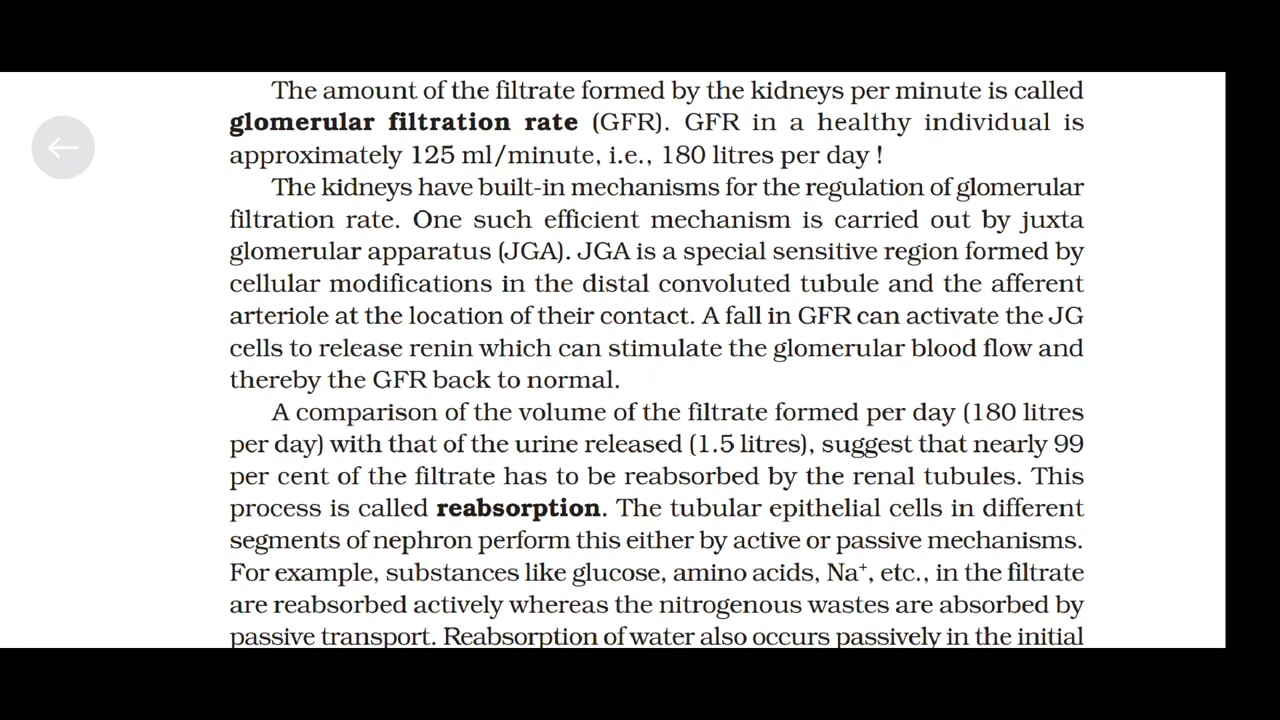 The amount of the filtrate formed by the kidneys per minute is called
glomerular filtration rate (GFR). GFR in a healthy individual is
approximately 125 ml/minute, i.e., 180 litres per day !
The kidneys have built-in mechanisms for the regulation of glomerular
filtration rate. One such efficient mechanism is carried out by juxta
glomerular apparatus (JGA). JGA is a special sensitive region formed by
cellular modifications in the distal convoluted tubule and the afferent
arteriole at the location of their contact. A fall in GFR can activate the JG
cells to release renin which can stimulate the glomerular blood flow and
thereby the GFR back to normal.
A comparison of the volume of the filtrate formed per day (180 litres
per day) with that of the urine released (1.5 litres), suggest that nearly 99
per cent of the filtrate has to be reabsorbed by the renal tubules. This
process is called reabsorption. The tubular epithelial cells in different
segments of nephron perform this either by active or passive mechanisms.
For example, substances like glucose, amino acids, Na⁺, etc., in the filtrate
are reabsorbed actively whereas the nitrogenous wastes are absorbed by
passive transport. Reabsorption of water also occurs passively in the initial